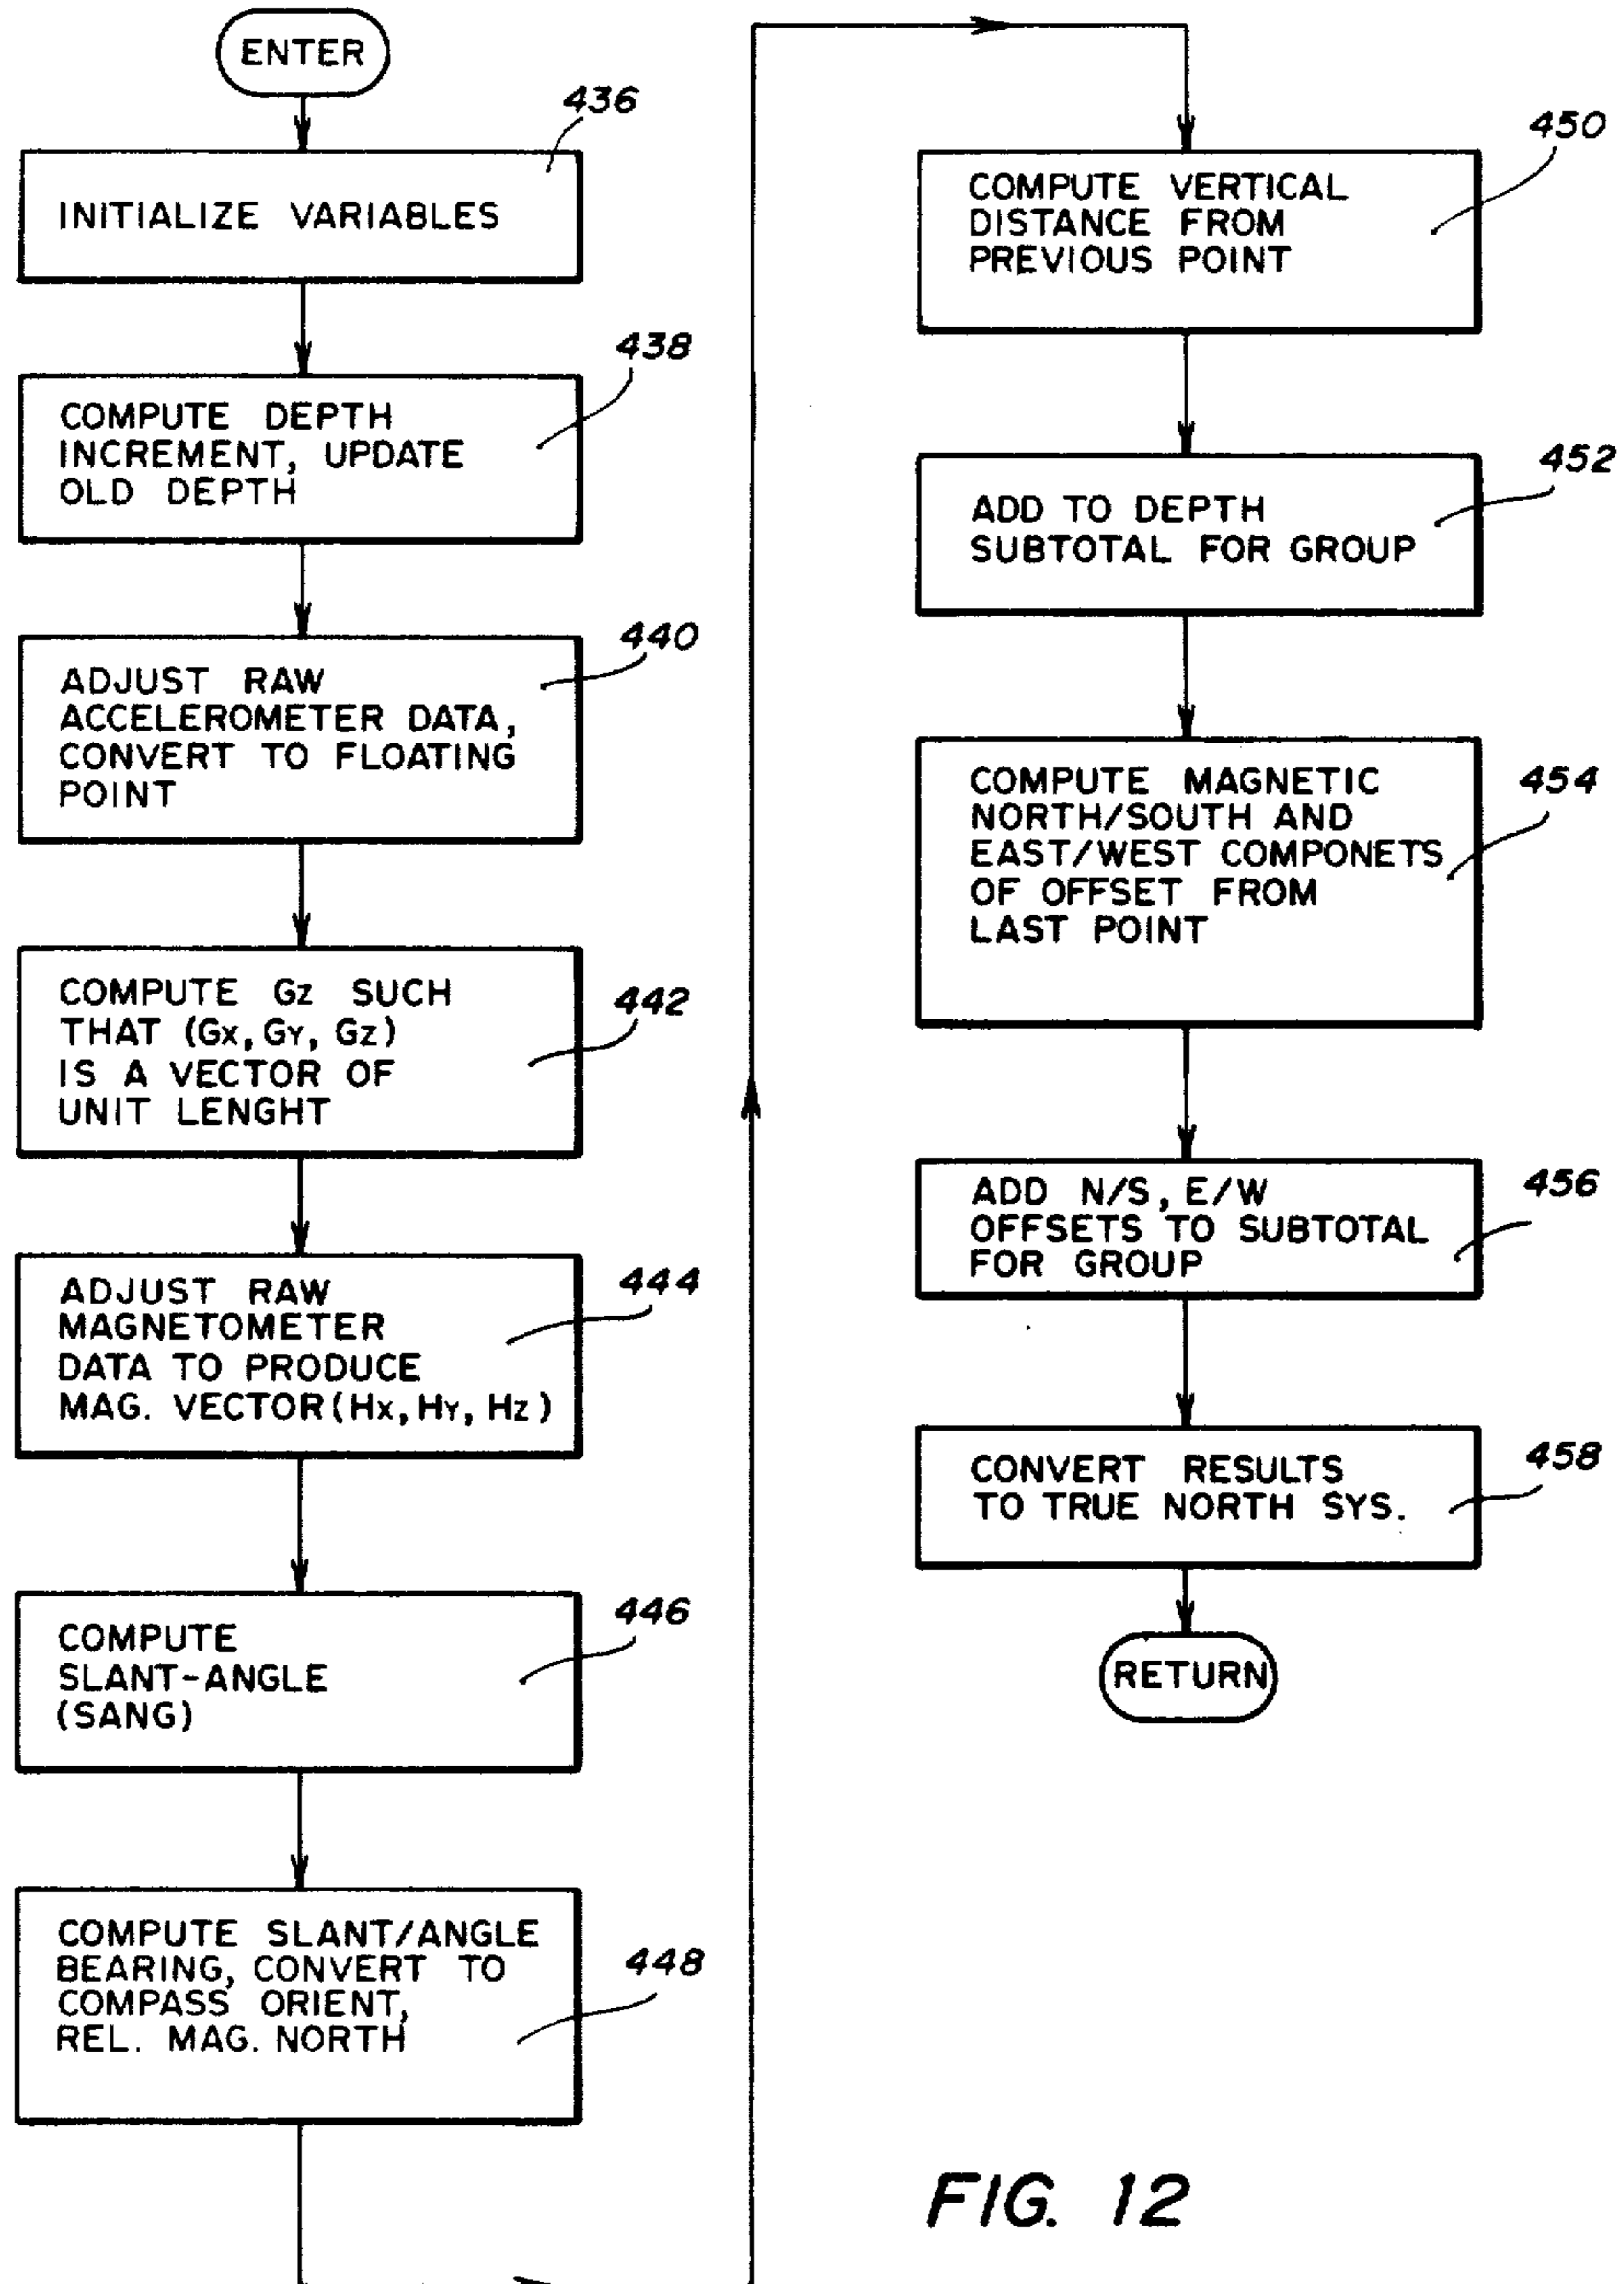 ENTER
436
INITIALIZE VARIABLES
438
COMPUTE DEPTH
INCREMENT, UPDATE
OLD DEPTH
440
ADJUST RAW
ACCELEROMETER DATA,
CONVERT TO FLOATING
POINT
442
COMPUTE Gz SUCH
THAT (Gx, GY, Gz)
IS A VECTOR OF
UNIT LENGHT
444
ADJUST RAW
MAGNETOMETER
DATA TO PRODUCE
MAG. VECTOR (Hx, HY, Hz)
446
COMPUTE
SLANT-ANGLE
(SANG)
448
COMPUTE SLANT/ANGLE
BEARING, CONVERT TO
COMPASS ORIENT,
REL. MAG. NORTH
450
COMPUTE VERTICAL
DISTANCE FROM
PREVIOUS POINT
452
ADD TO DEPTH
SUBTOTAL FOR GROUP
454
COMPUTE MAGNETIC
NORTH/SOUTH AND
EAST/WEST COMPONETS
OF OFFSET FROM
LAST POINT
456
ADD N/S, E/W
OFFSETS TO SUBTOTAL
FOR GROUP
458
CONVERT RESULTS
TO TRUE NORTH SYS.
RETURN
FIG. 12